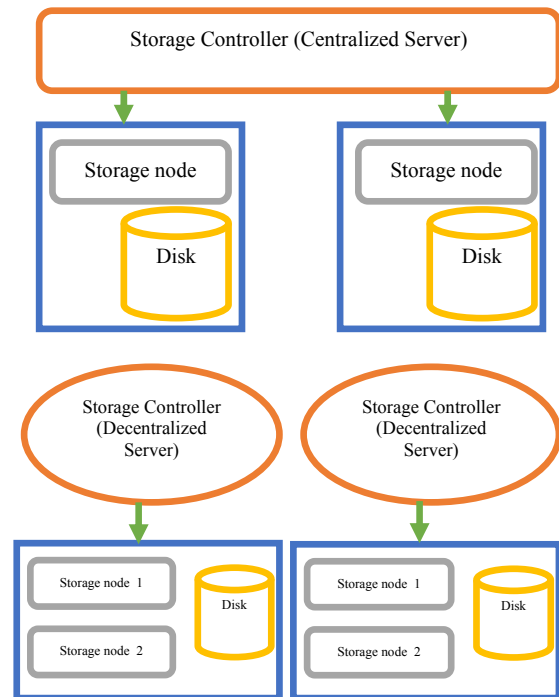 Storage Controller (Centralized Server)
Storage node
Disk
Storage node
Disk
Storage Controller
(Decentralized
Server)
Storage Controller
(Decentralized
Server)
Storage node 1
Disk
Storage node 2
Storage node 1
Disk
Storage node 2